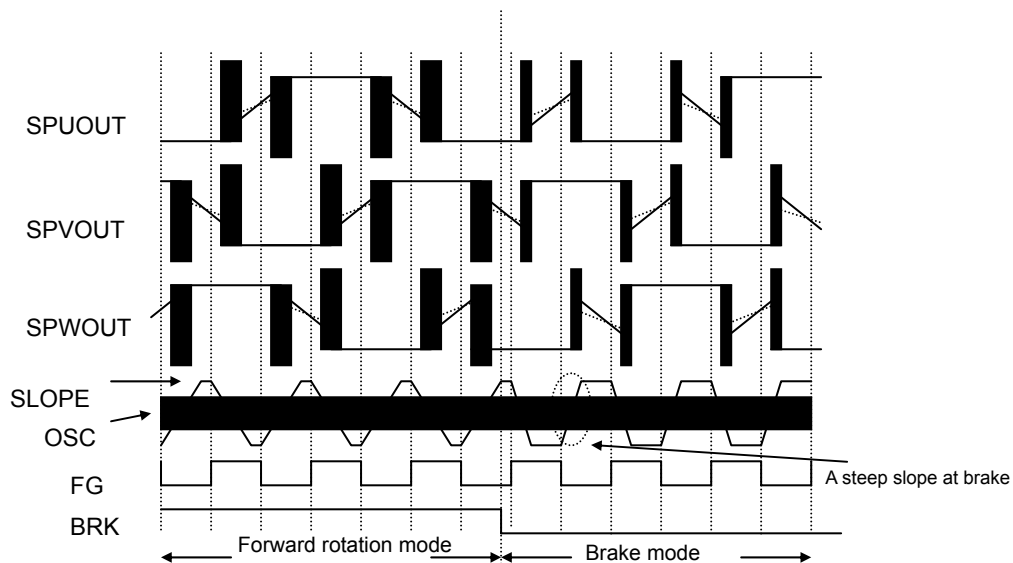 SPUOUT
SPVOUT
SPWOUT
SLOPE
OSC
A steep slope at brake
FG
BRK
Forward rotation mode
Brake mode